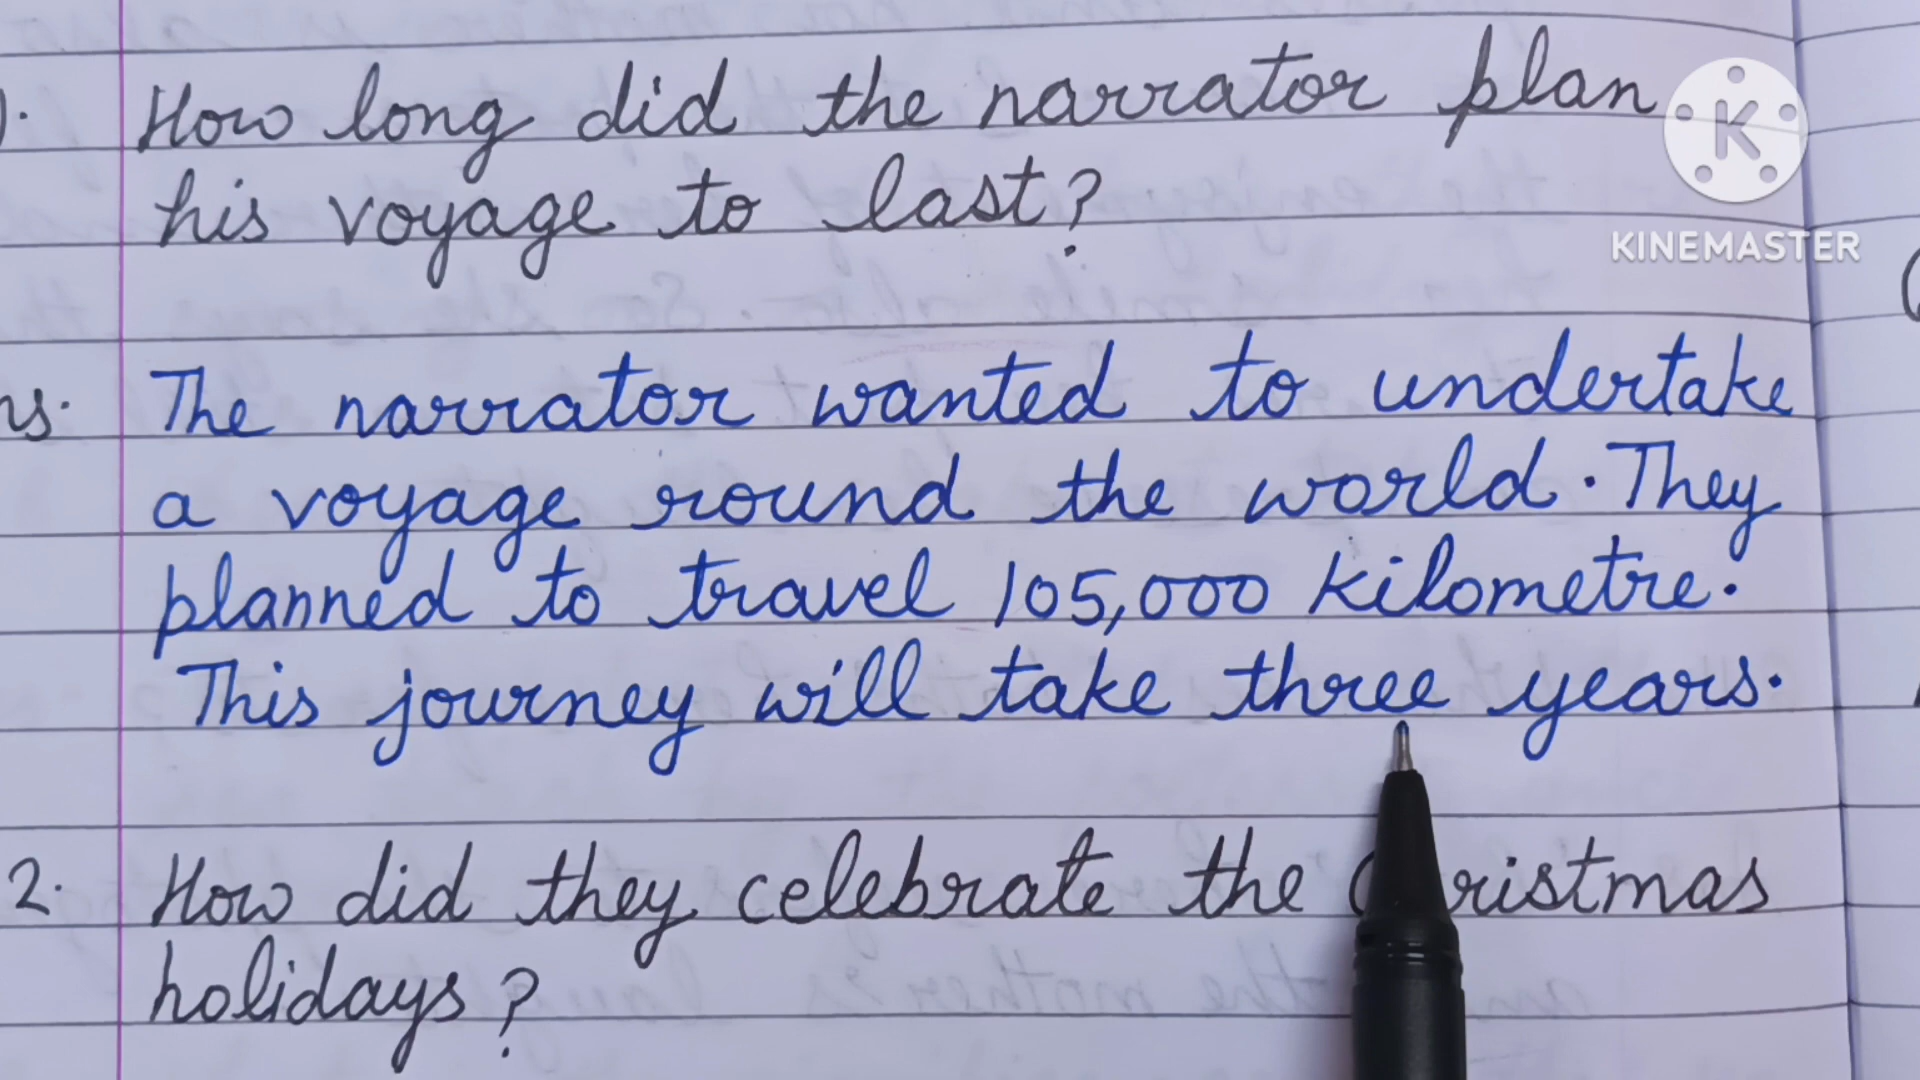 How long did the narrator plan
his voyage to last?
KINEMASTER
ns. The narrator wanted to undertake
a voyage round the world. They
planned to travel 105,000 kilometre.
This journey will take three years.
2. How did they celebrate the Christmas
holidays?